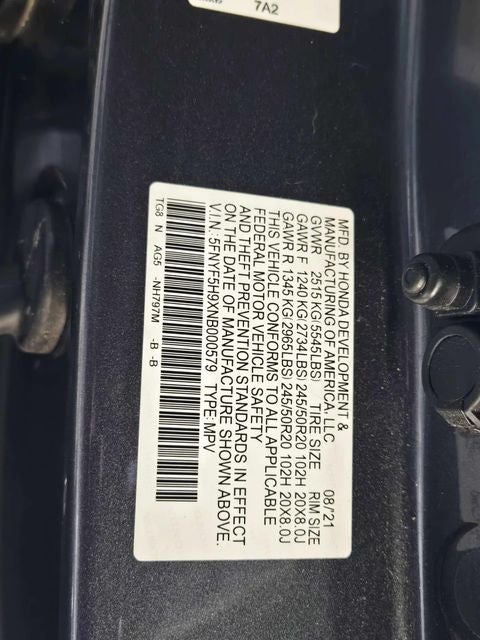 7A2
MFD. BY HONDA DEVELOPMENT &
MANUFACTURING OF AMERICA, LLC 08/21
GVWR 2515KG(5545LBS) TIRE SIZE RIM SIZE
GAWR F 1240KG(2734LBS) 245/50R20 102H 20X8.0J
GAWR R 1345KG(2965LBS) 245/50R20 102H 20X8.0J
THIS VEHICLE CONFORMS TO ALL APPLICABLE
FEDERAL MOTOR VEHICLE SAFETY
AND THEFT PREVENTION STANDARDS IN EFFECT
ON THE DATE OF MANUFACTURE SHOWN ABOVE.
V.I.N.: 5FNYF5H9XNB000579 TYPE:MPV
TG8 N AG5 -NH797M -B -B